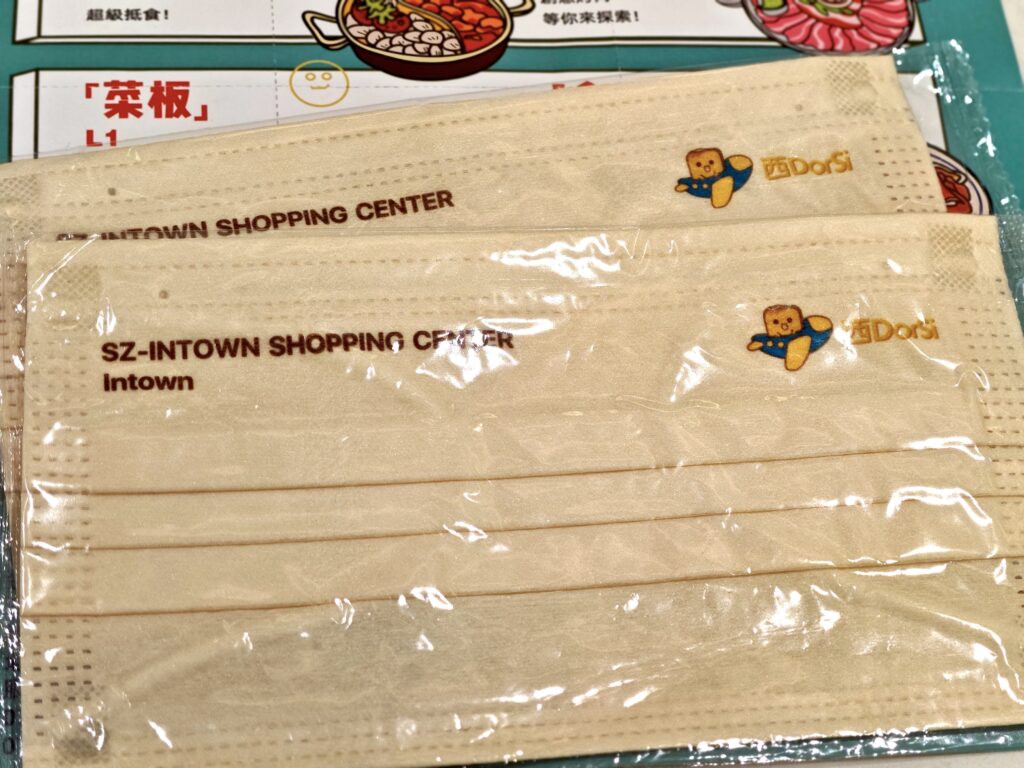 超級抵食！
等你來探索！
「菜板」
L1
SZ-INTOWN SHOPPING CENTER
西DorSi
SZ-INTOWN SHOPPING CENTER
Intown
西DorSi